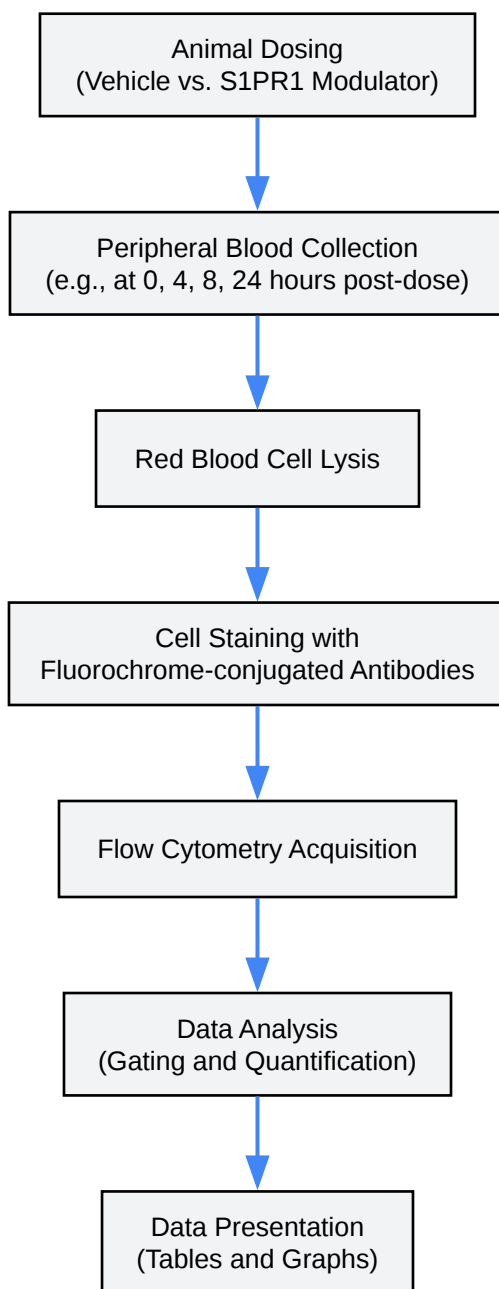 Animal Dosing
(Vehicle vs. S1PR1 Modulator)
Peripheral Blood Collection
(e.g., at 0, 4, 8, 24 hours post-dose)
Red Blood Cell Lysis
Cell Staining with
Fluorochrome-conjugated Antibodies
Flow Cytometry Acquisition
Data Analysis
(Gating and Quantification)
Data Presentation
(Tables and Graphs)